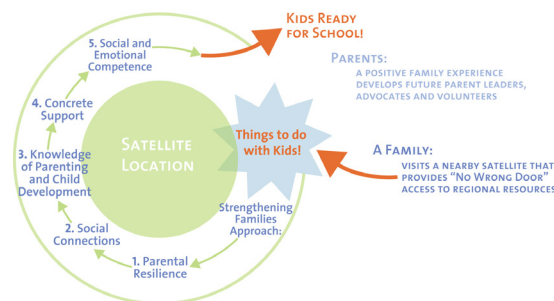 KIDS READY
FOR SCHOOL!
PARENTS:
A POSITIVE FAMILY EXPERIENCE
DEVELOPS FUTURE PARENT LEADERS,
ADVOCATES AND VOLUNTEERS
5. Social and
Emotional
Competence
4. Concrete
Support
3. Knowledge
of Parenting
and Child
Development
2. Social
Connections
1. Parental
Resilience
Strengthening
Families
Approach:
SATELLITE
LOCATION
Things to do
with Kids!
A FAMILY:
VISITS A NEARBY SATELLITE THAT
PROVIDES “NO WRONG DOOR”
ACCESS TO REGIONAL RESOURCES